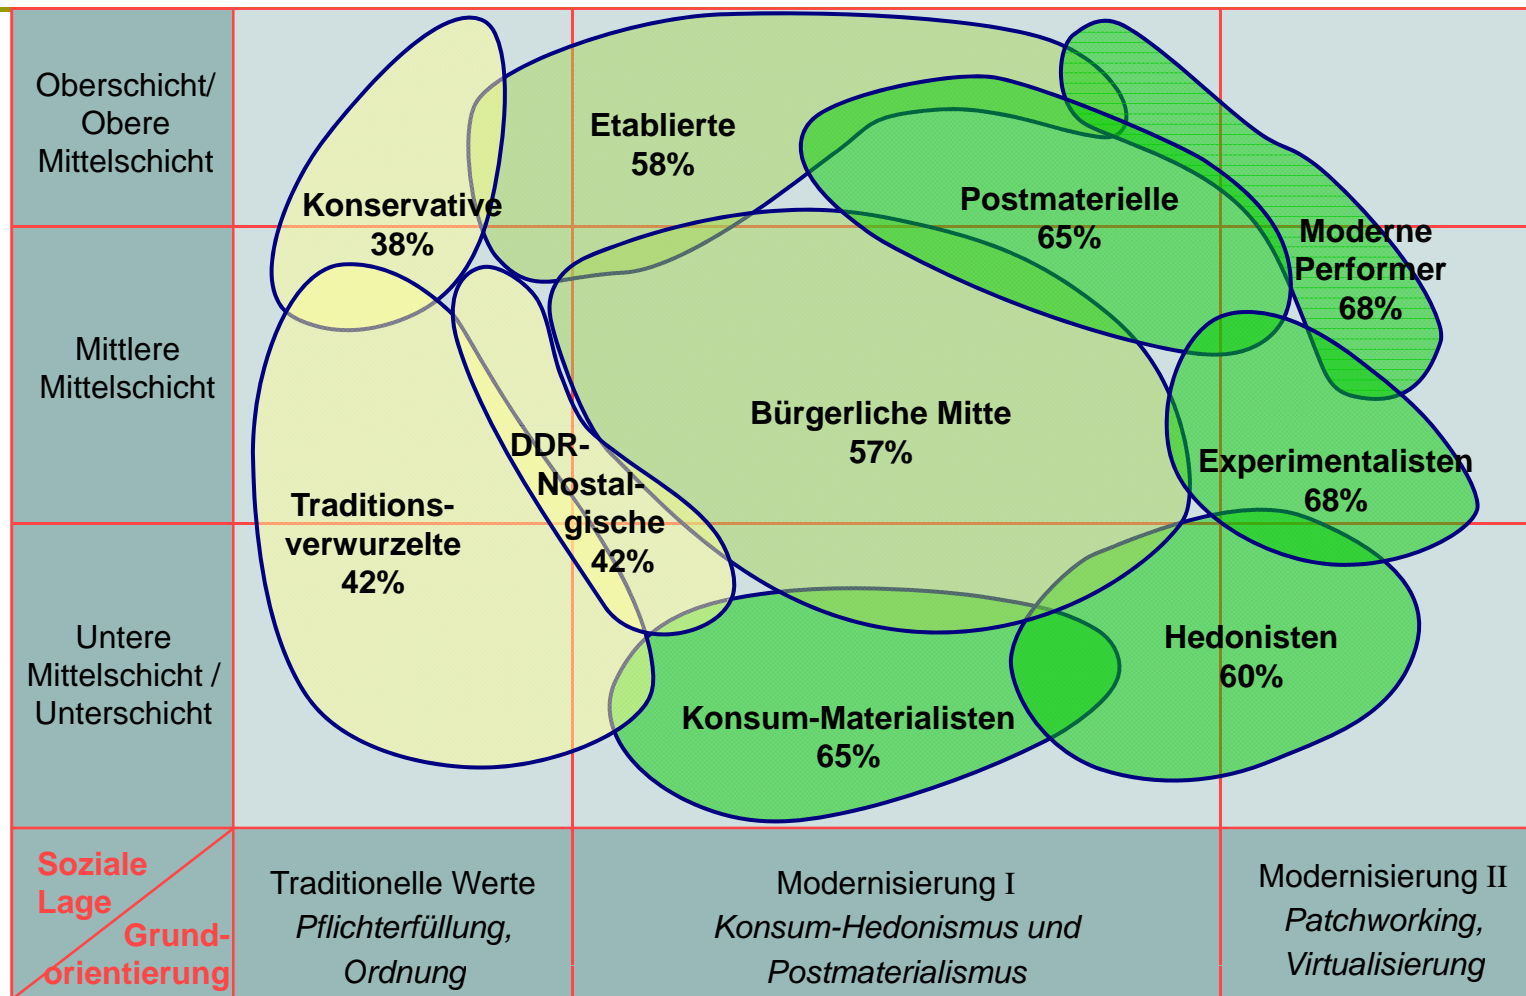 Oberschicht/
Obere
Mittelschicht
Mittlere
Mittelschicht
Untere
Mittelschicht /
Unterschicht
Etablierte
58%
Konservative
38%
Postmaterielle
65%
Moderne
Performer
68%
Bürgerliche Mitte
57%
DDR-
Nostal-
gische
42%
Traditions-
verwurzelte
42%
Experimentalisten
68%
Hedonisten
60%
Konsum-Materialisten
65%
Soziale
Lage
Grund-
orientierung
Traditionelle Werte
Pflichterfüllung,
Ordnung
Modernisierung I
Konsum-Hedonismus und
Postmaterialismus
Modernisierung II
Patchworking,
Virtualisierung